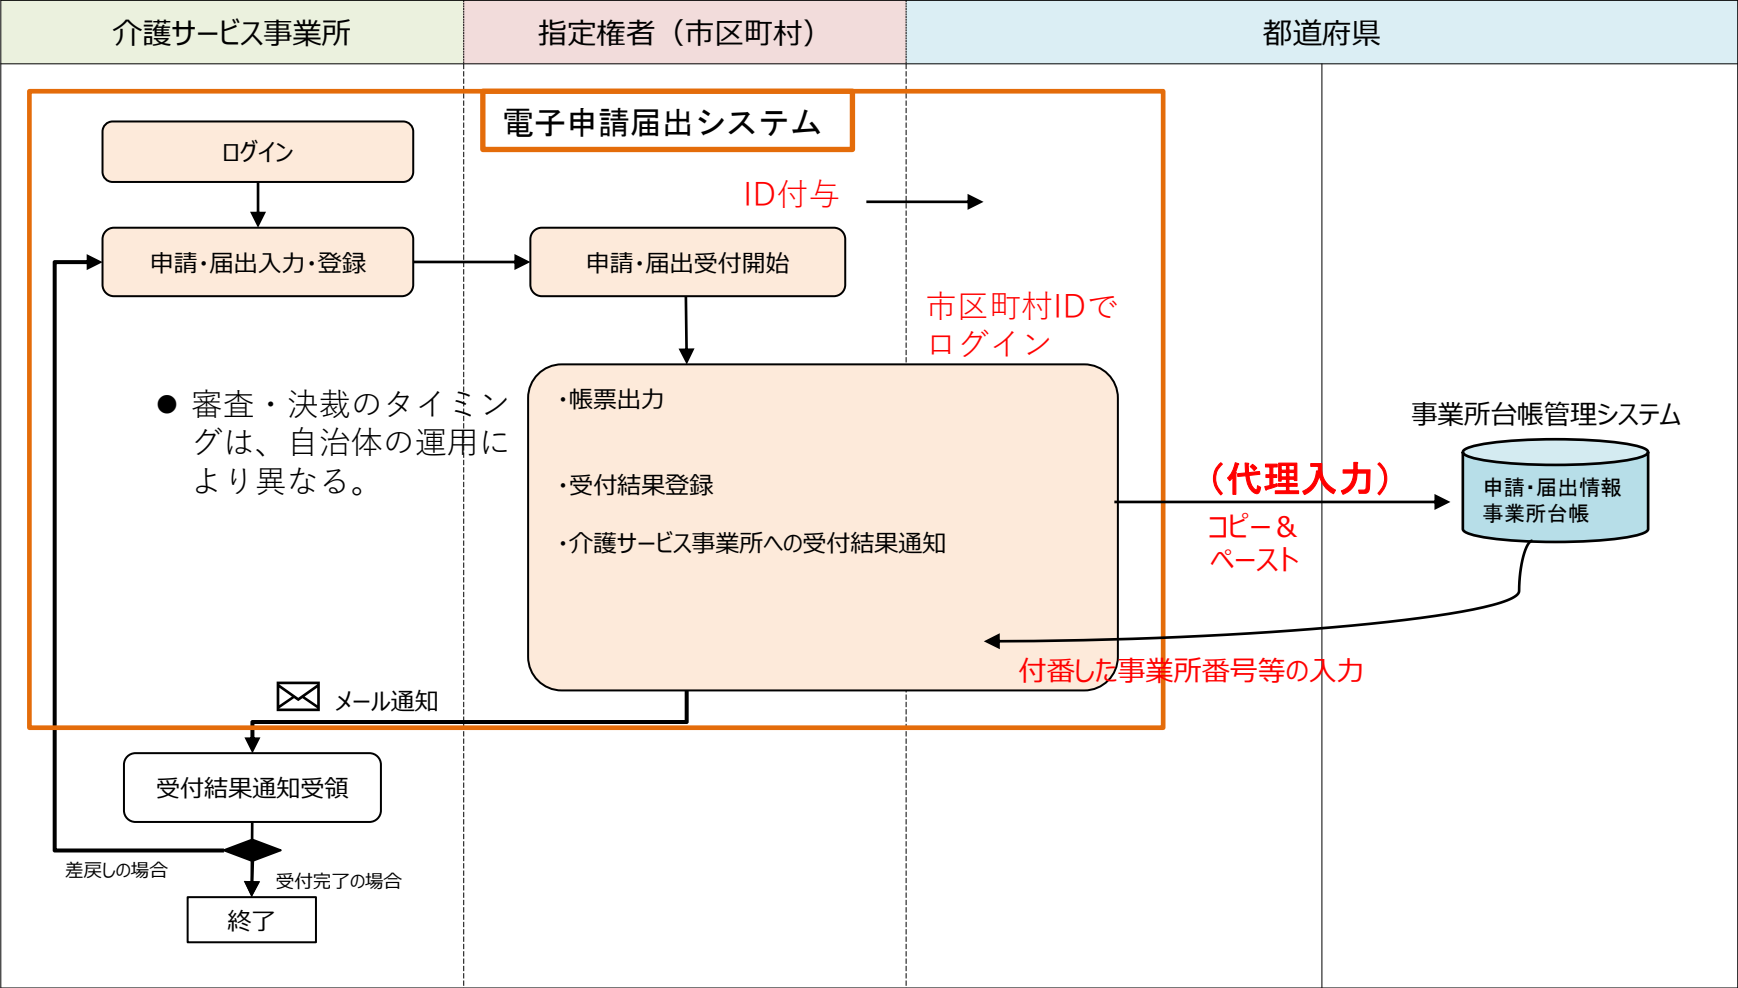 介護サービス事業所
指定権者（市区町村）
都道府県
電子申請届出システム
ログイン
ID付与
申請・届出入力・登録
申請・届出受付開始
市区町村IDで
ログイン
● 審査・決裁のタイミン
グは、自治体の運用に
より異なる。
・帳票出力
・受付結果登録
・介護サービス事業所への受付結果通知
（代理入力）
コピー＆
ペースト
事業所台帳管理システム
申請・届出情報
事業所台帳
付番した事業所番号等の入力
メール通知
受付結果通知受領
差戻しの場合
受付完了の場合
終了